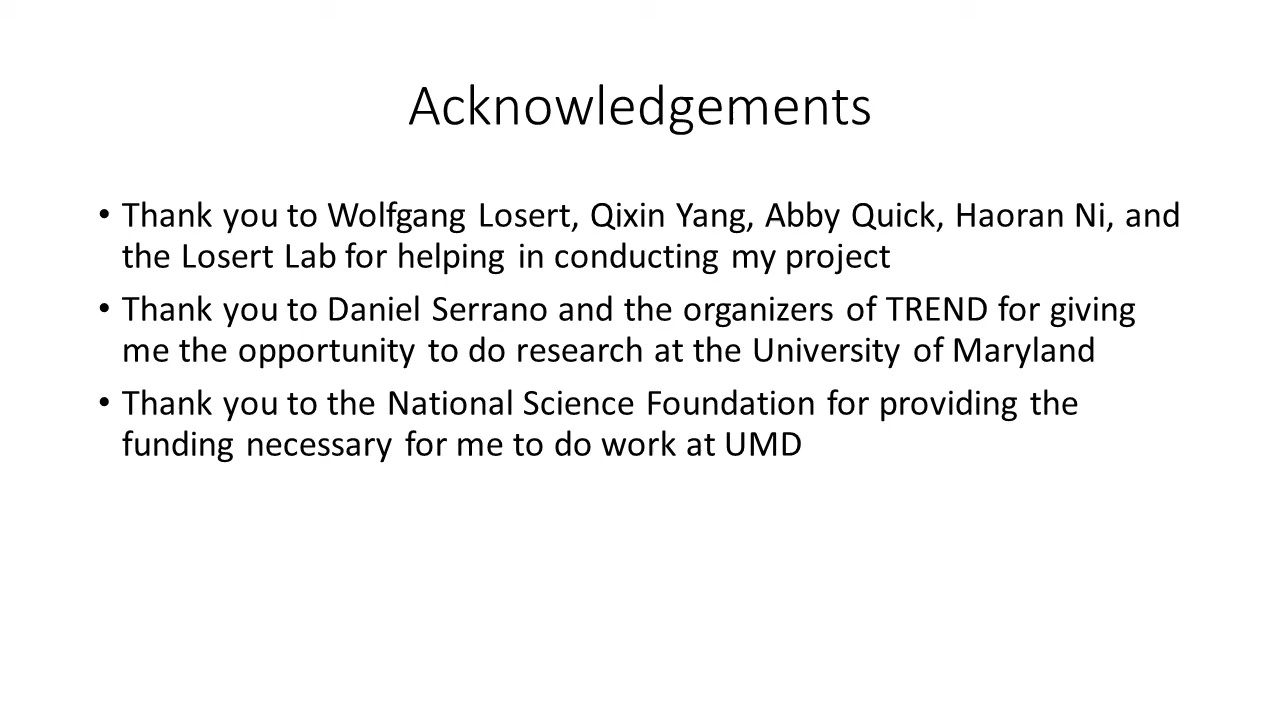 Acknowledgements
• Thank you to Wolfgang Losert, Qixin Yang, Abby Quick, Haoran Ni, and
the Losert Lab for helping in conducting my project
• Thank you to Daniel Serrano and the organizers of TREND for giving
me the opportunity to do research at the University of Maryland
• Thank you to the National Science Foundation for providing the
funding necessary for me to do work at UMD